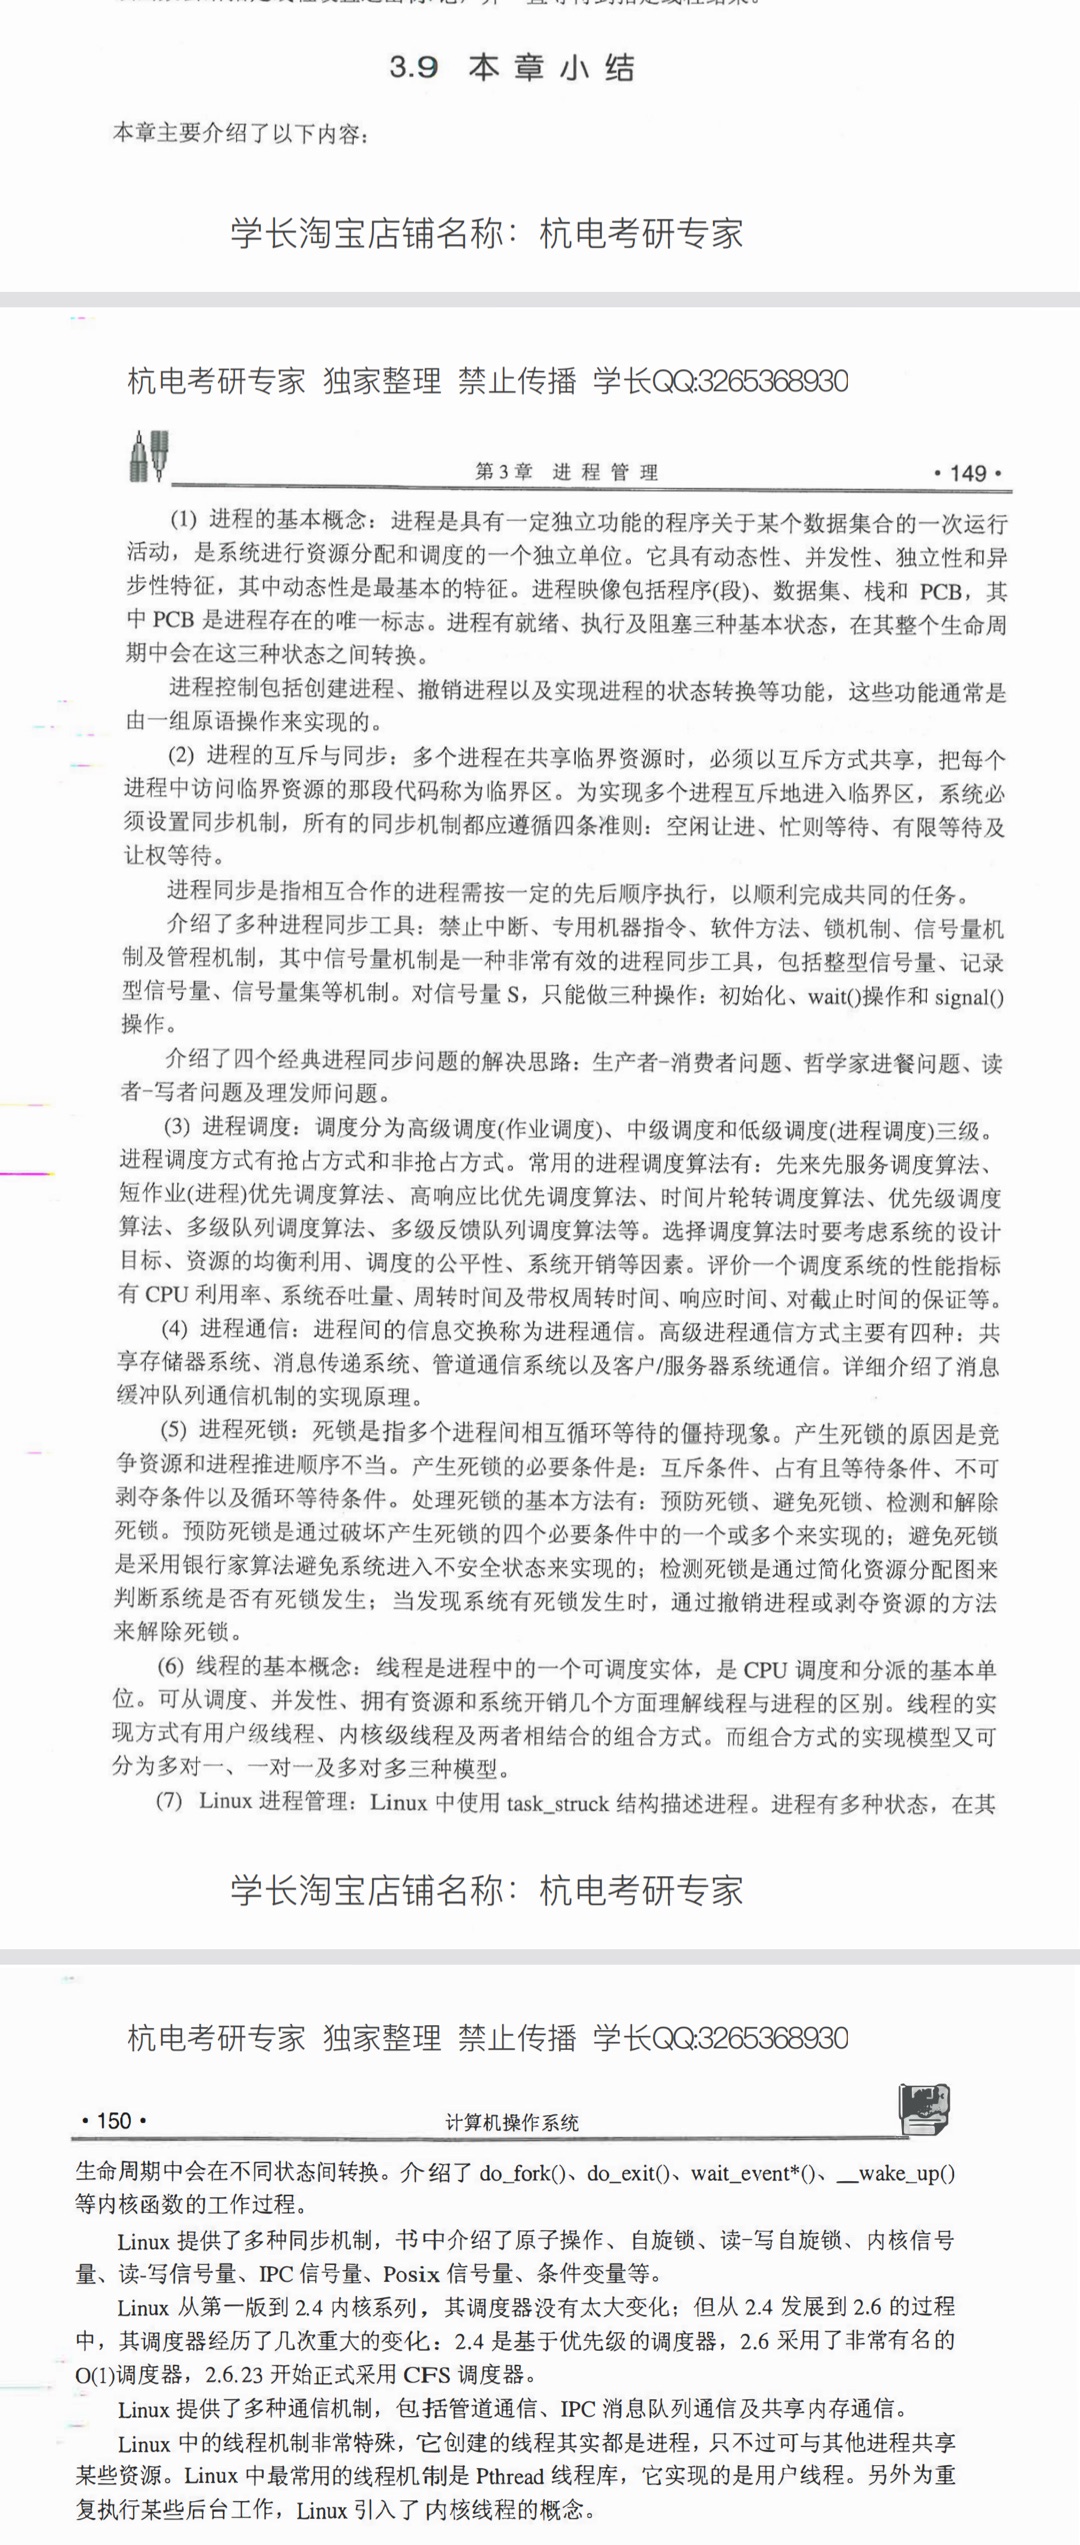 3.9 本章小结
本章主要介绍了以下内容：
学长淘宝店铺名称：杭电考研专家
杭电考研专家 独家整理 禁止传播 学长QQ:3265368930
第3章 进程管理
·149·
(1) 进程的基本概念：进程是具有一定独立功能的程序关于某个数据集合的一次运行
活动，是系统进行资源分配和调度的一个独立单位。它具有动态性、并发性、独立性和异
步性特征，其中动态性是最基本的特征。进程映像包括程序(段)、数据集、栈和 PCB，其
中 PCB 是进程存在的唯一标志。进程有就绪、执行及阻塞三种基本状态，在其整个生命周
期中会在这三种状态之间转换。
进程控制包括创建进程、撤销进程以及实现进程的状态转换等功能，这些功能通常是
由一组原语操作来实现的。
(2) 进程的互斥与同步：多个进程在共享临界资源时，必须以互斥方式共享，把每个
进程中访问临界资源的那段代码称为临界区。为实现多个进程互斥地进入临界区，系统必
须设置同步机制，所有的同步机制都应遵循四条准则：空闲让进、忙则等待、有限等待及
让权等待。
进程同步是指相互合作的进程需按一定的先后顺序执行，以顺利完成共同的任务。
介绍了多种进程同步工具：禁止中断、专用机器指令、软件方法、锁机制、信号量机
制及管程机制，其中信号量机制是一种非常有效的进程同步工具，包括整型信号量、记录
型信号量、信号量集等机制。对信号量 S，只能做三种操作：初始化、wait()操作和 signal()
操作。
介绍了四个经典进程同步问题的解决思路：生产者-消费者问题、哲学家进餐问题、读
者-写者问题及理发师问题。
(3) 进程调度：调度分为高级调度(作业调度)、中级调度和低级调度(进程调度)三级。
进程调度方式有抢占方式和非抢占方式。常用的进程调度算法有：先来先服务调度算法、
短作业(进程)优先调度算法、高响应比优先调度算法、时间片轮转调度算法、优先级调度
算法、多级队列调度算法、多级反馈队列调度算法等。选择调度算法时要考虑系统的设计
目标、资源的均衡利用、调度的公平性、系统开销等因素。评价一个调度系统的性能指标
有 CPU 利用率、系统吞吐量、周转时间及带权周转时间、响应时间、对截止时间的保证等。
(4) 进程通信：进程间的信息交换称为进程通信。高级进程通信方式主要有四种：共
享存储器系统、消息传递系统、管道通信系统以及客户/服务器系统通信。详细介绍了消息
缓冲队列通信机制的实现原理。
(5) 进程死锁：死锁是指多个进程间相互循环等待的僵持现象。产生死锁的原因是竞
争资源和进程推进顺序不当。产生死锁的必要条件是：互斥条件、占有且等待条件、不可
剥夺条件以及循环等待条件。处理死锁的基本方法有：预防死锁、避免死锁、检测和解除
死锁。预防死锁是通过破坏产生死锁的四个必要条件中的一个或多个来实现的；避免死锁
是采用银行家算法避免系统进入不安全状态来实现的；检测死锁是通过简化资源分配图来
判断系统是否有死锁发生；当发现系统有死锁发生时，通过撤销进程或剥夺资源的方法
来解除死锁。
(6) 线程的基本概念：线程是进程中的一个可调度实体，是 CPU 调度和分派的基本单
位。可从调度、并发性、拥有资源和系统开销几个方面理解线程与进程的区别。线程的实
现方式有用户级线程、内核级线程及两者相结合的组合方式。而组合方式的实现模型又可
分为多对一、一对一及多对多三种模型。
(7) Linux 进程管理：Linux 中使用 task_struck 结构描述进程。进程有多种状态，在其
学长淘宝店铺名称：杭电考研专家
杭电考研专家 独家整理 禁止传播 学长QQ:3265368930
·150·
计算机操作系统
生命周期中会在不同状态间转换。介绍了 do_fork()、do_exit()、wait_event*()、__wake_up()
等内核函数的工作过程。
Linux 提供了多种同步机制，书中介绍了原子操作、自旋锁、读-写自旋锁、内核信号
量、读-写信号量、IPC 信号量、Posix 信号量、条件变量等。
Linux 从第一版到 2.4 内核系列，其调度器没有太大变化；但从 2.4 发展到 2.6 的过程
中，其调度器经历了几次重大的变化：2.4 是基于优先级的调度器，2.6 采用了非常有名的
O(1)调度器，2.6.23 开始正式采用 CFS 调度器。
Linux 提供了多种通信机制，包括管道通信、IPC 消息队列通信及共享内存通信。
Linux 中的线程机制非常特殊，它创建的线程其实都是进程，只不过可与其他进程共享
某些资源。Linux 中最常用的线程机制是 Pthread 线程库，它实现的是用户线程。另外为重
复执行某些后台工作，Linux 引入了内核线程的概念。